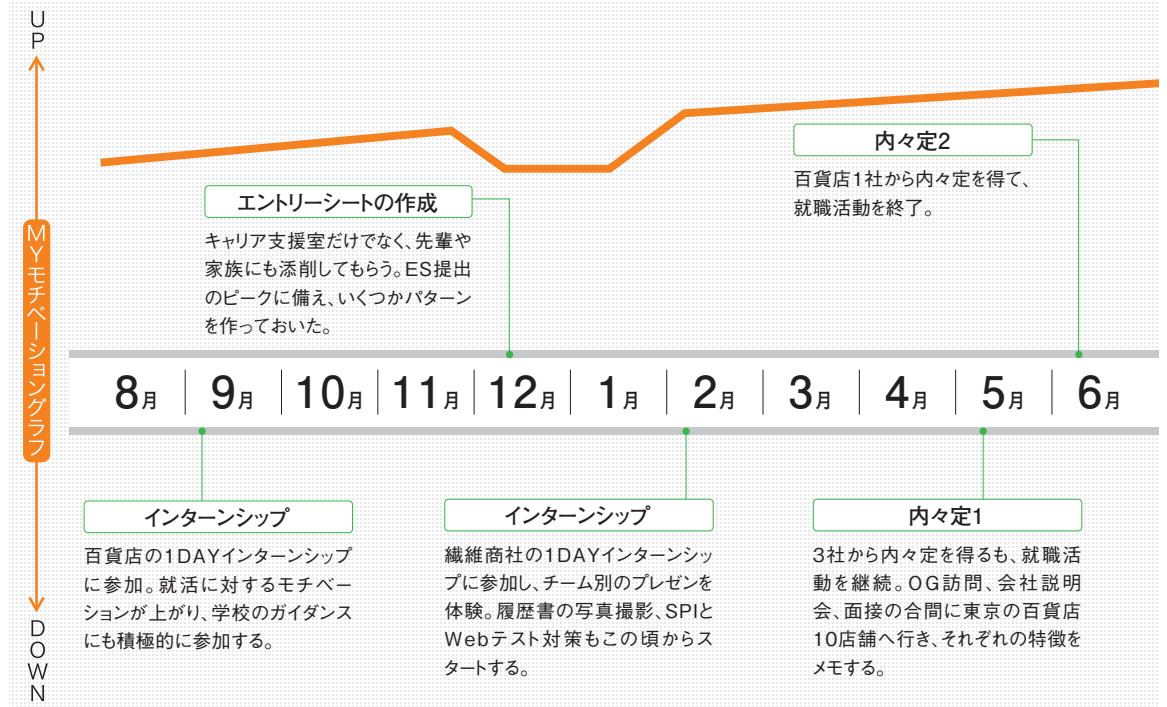 UP
MYモチベーショングラフ
DOWN
エントリーシートの作成
キャリア支援室だけでなく、先輩や
家族にも添削してもらう。ES提出
のピークに備え、いくつかパターン
を作っておいた。
内々定2
百貨店1社から内々定を得て、
就職活動を終了。
8月 9月 10月 11月 12月 1月 2月 3月 4月 5月 6月
インターンシップ
百貨店の1DAYインターンシップ
に参加。就活に対するモチベー
ションが上がり、学校のガイダンス
にも積極的に参加する。
インターンシップ
繊維商社の1DAYインターンシッ
プに参加し、チーム別のプレゼンを
体験。履歴書の写真撮影、SPIと
Webテスト対策もこの頃からス
タートする。
内々定1
3社から内々定を得るも、就職活
動を継続。OG訪問、会社説明
会、面接の合間に東京の百貨店
10店舗へ行き、それぞれの特徴を
メモする。